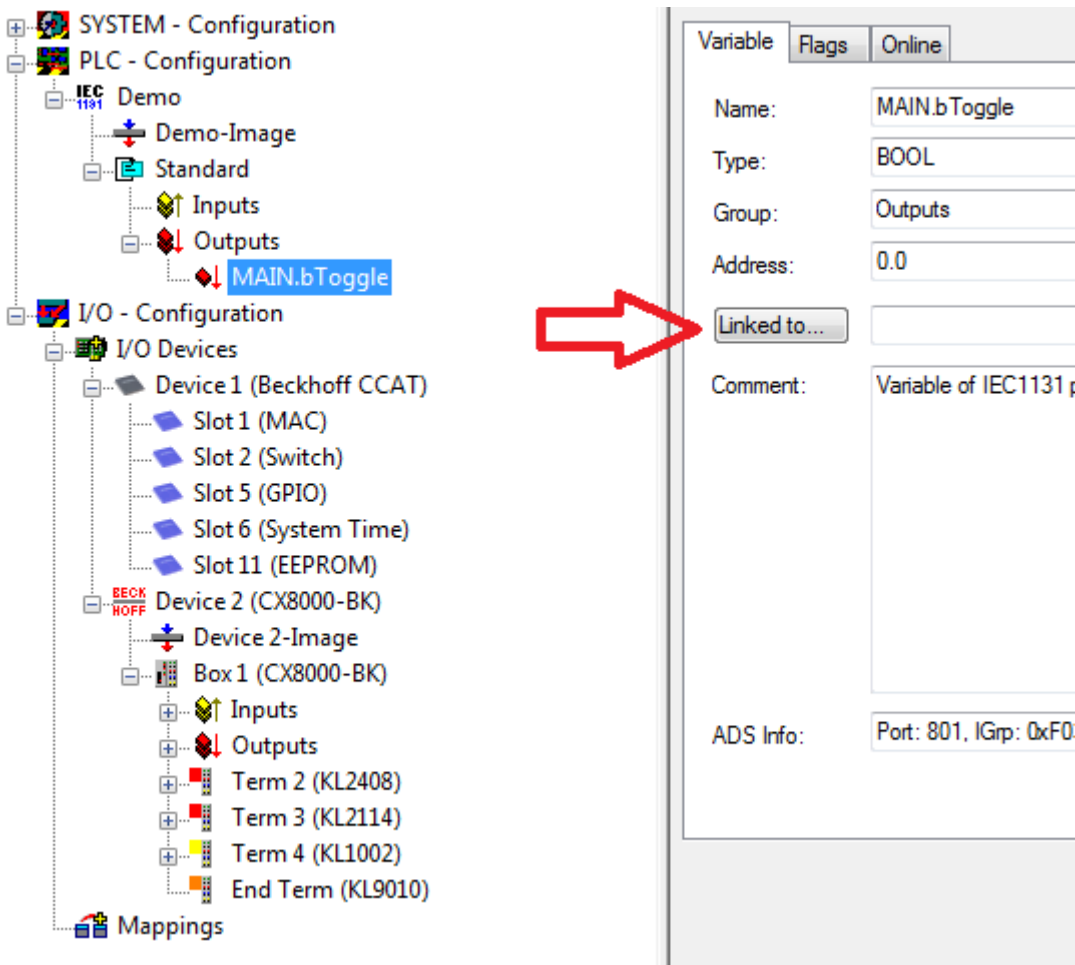 SYSTEM - Configuration
PLC - Configuration
IEC
1131
Demo
Demo-Image
Standard
Inputs
Outputs
MAIN.bToggle
I/O - Configuration
I/O Devices
Device 1 (Beckhoff CCAT)
Slot 1 (MAC)
Slot 2 (Switch)
Slot 5 (GPIO)
Slot 6 (System Time)
Slot 11 (EEPROM)
BECK
HOFF
Device 2 (CX8000-BK)
Device 2-Image
Box 1 (CX8000-BK)
Inputs
Outputs
Term 2 (KL2408)
Term 3 (KL2114)
Term 4 (KL1002)
End Term (KL9010)
Mappings
Variable Flags Online
Name: MAIN.bToggle
Type: BOOL
Group: Outputs
Address: 0.0
Linked to...
Comment: Variable of IEC1131
ADS Info: Port: 801, IGrp: 0xF0